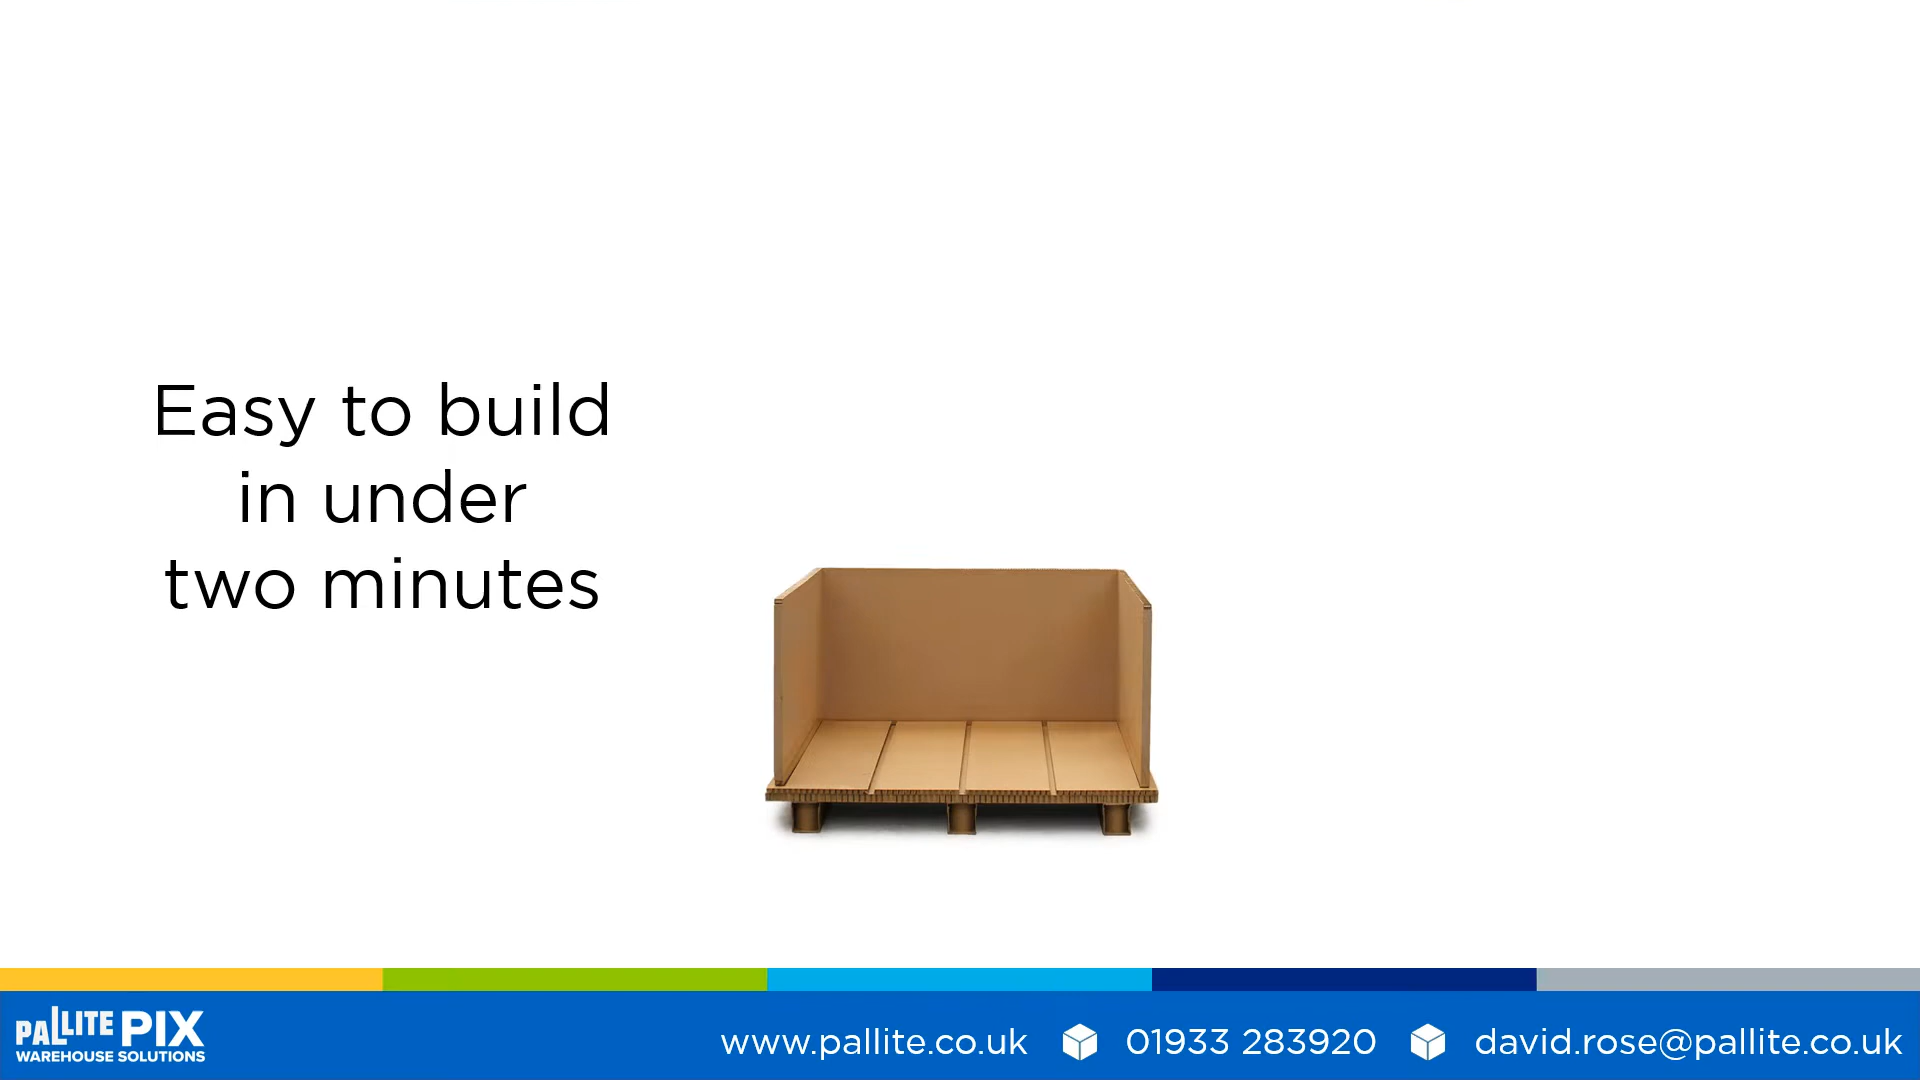 Easy to build
in under
two minutes
PALLITE PIX
WAREHOUSE SOLUTIONS
www.pallite.co.uk 01933 283920 david.rose@pallite.co.uk